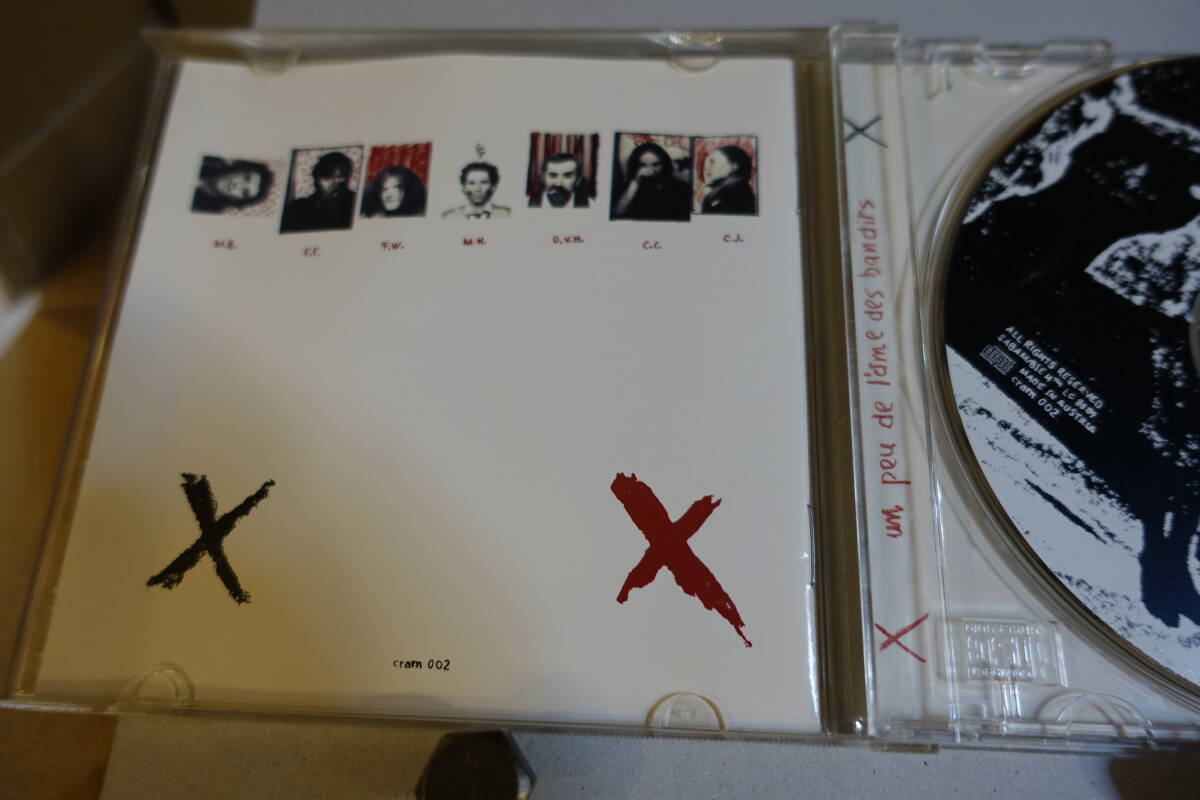 M.B.
F.F.
F.W.
M.H.
D.V.H.
C.C.
C.J.
cram 002
un peu de l'âme des bandits
ALL RIGHTS RESERVED
MADE IN AUSTRIA
cram 002